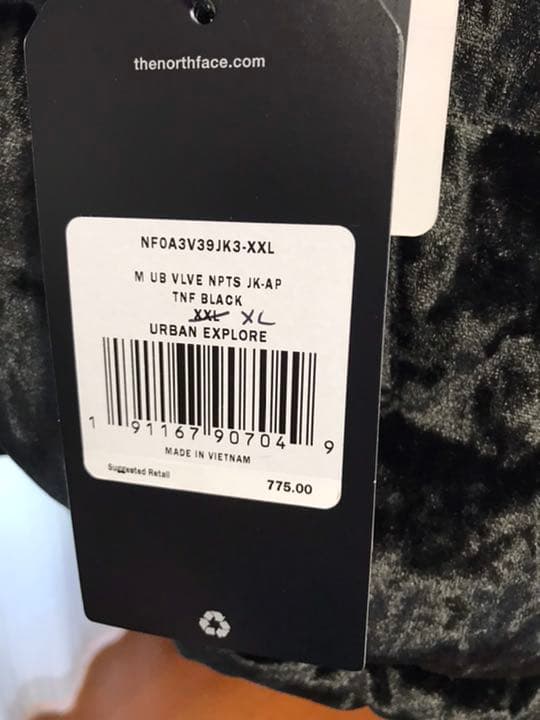 thenorthface.com
NF0A3V39JK3-XXL
M UB VLVE NPTS JK-AP
TNF BLACK
XXL XL
URBAN EXPLORE
1 91167 90704 9
MADE IN VIETNAM
Suggested Retail
775.00